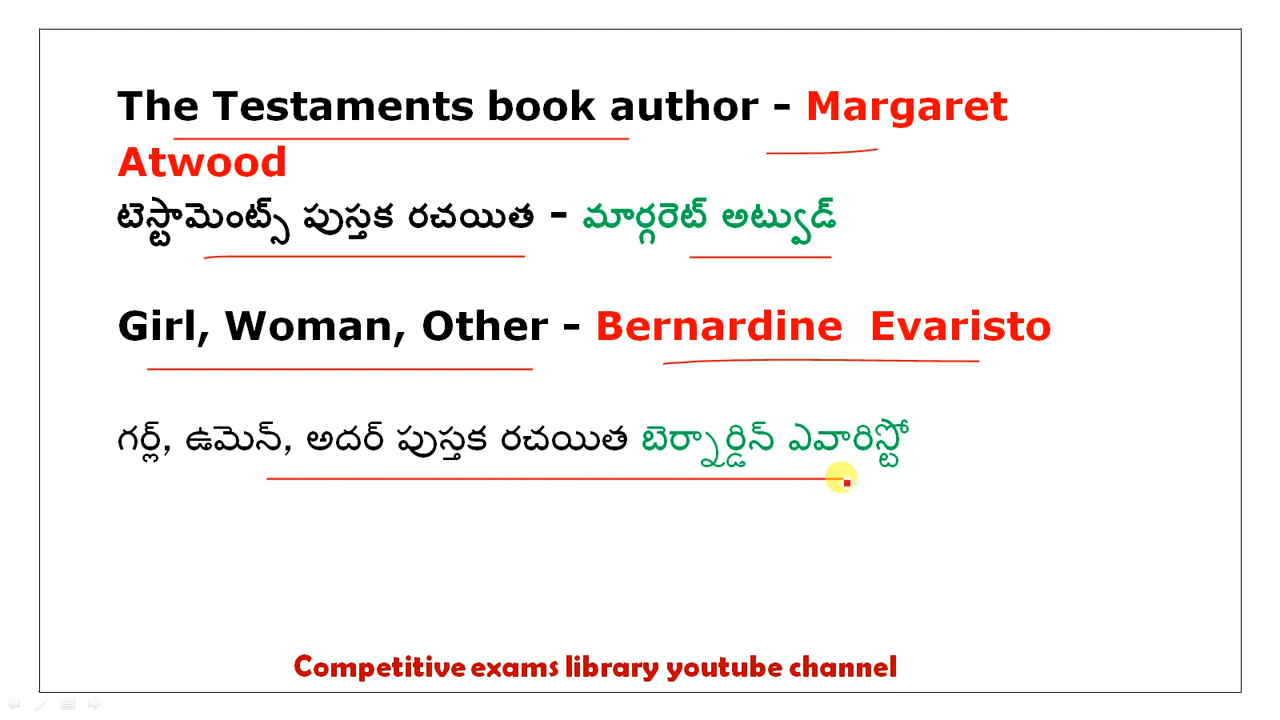 The Testaments book author - Margaret
Atwood
టెస్టామెంట్స్ పుస్తక రచయిత - మార్గరెట్ అట్వుడ్
Girl, Woman, Other - Bernardine Evaristo
గర్ల్, ఉమెన్, అదర్ పుస్తక రచయిత బెర్నార్డిన్ ఎవారిస్టో
Competitive exams library youtube channel